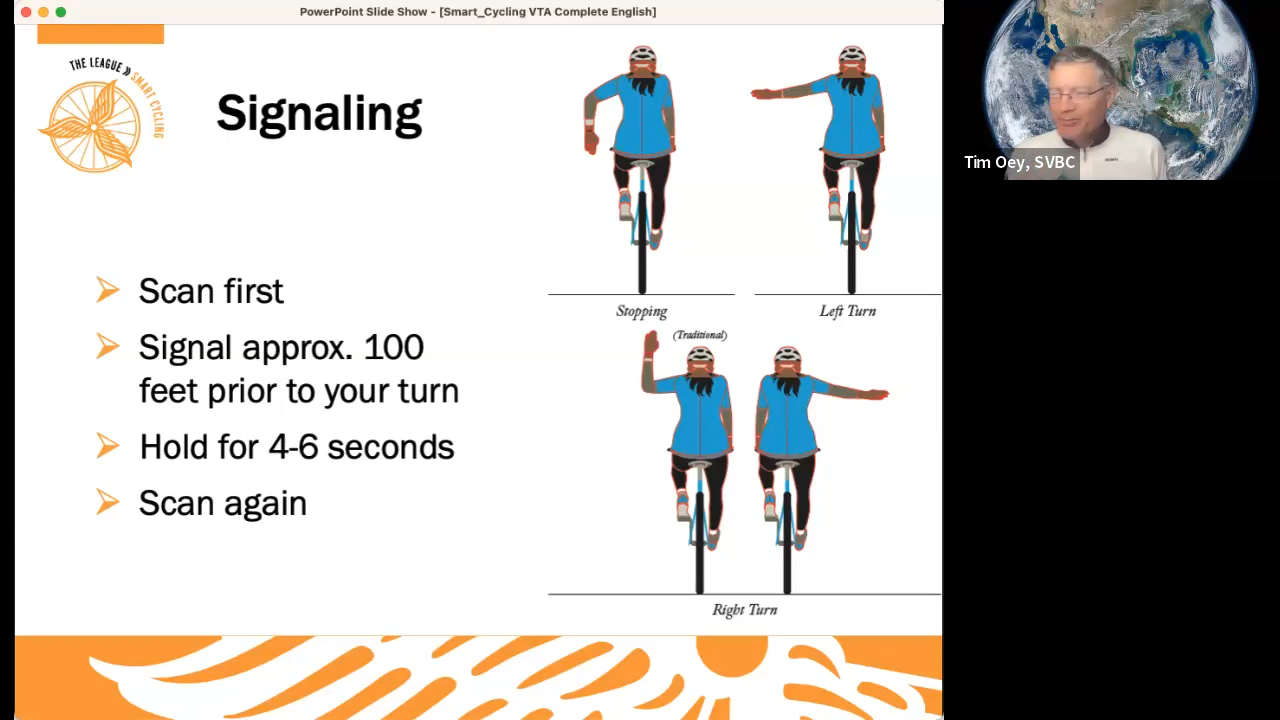 PowerPoint Slide Show - [Smart_Cycling VTA Complete English]
THE LEAGUE
SMART CYCLING
Signaling
Scan first
Signal approx. 100
feet prior to your turn
Hold for 4-6 seconds
Scan again
Stopping
Left Turn
(Traditional)
Right Turn
Tim Oey, SVBC